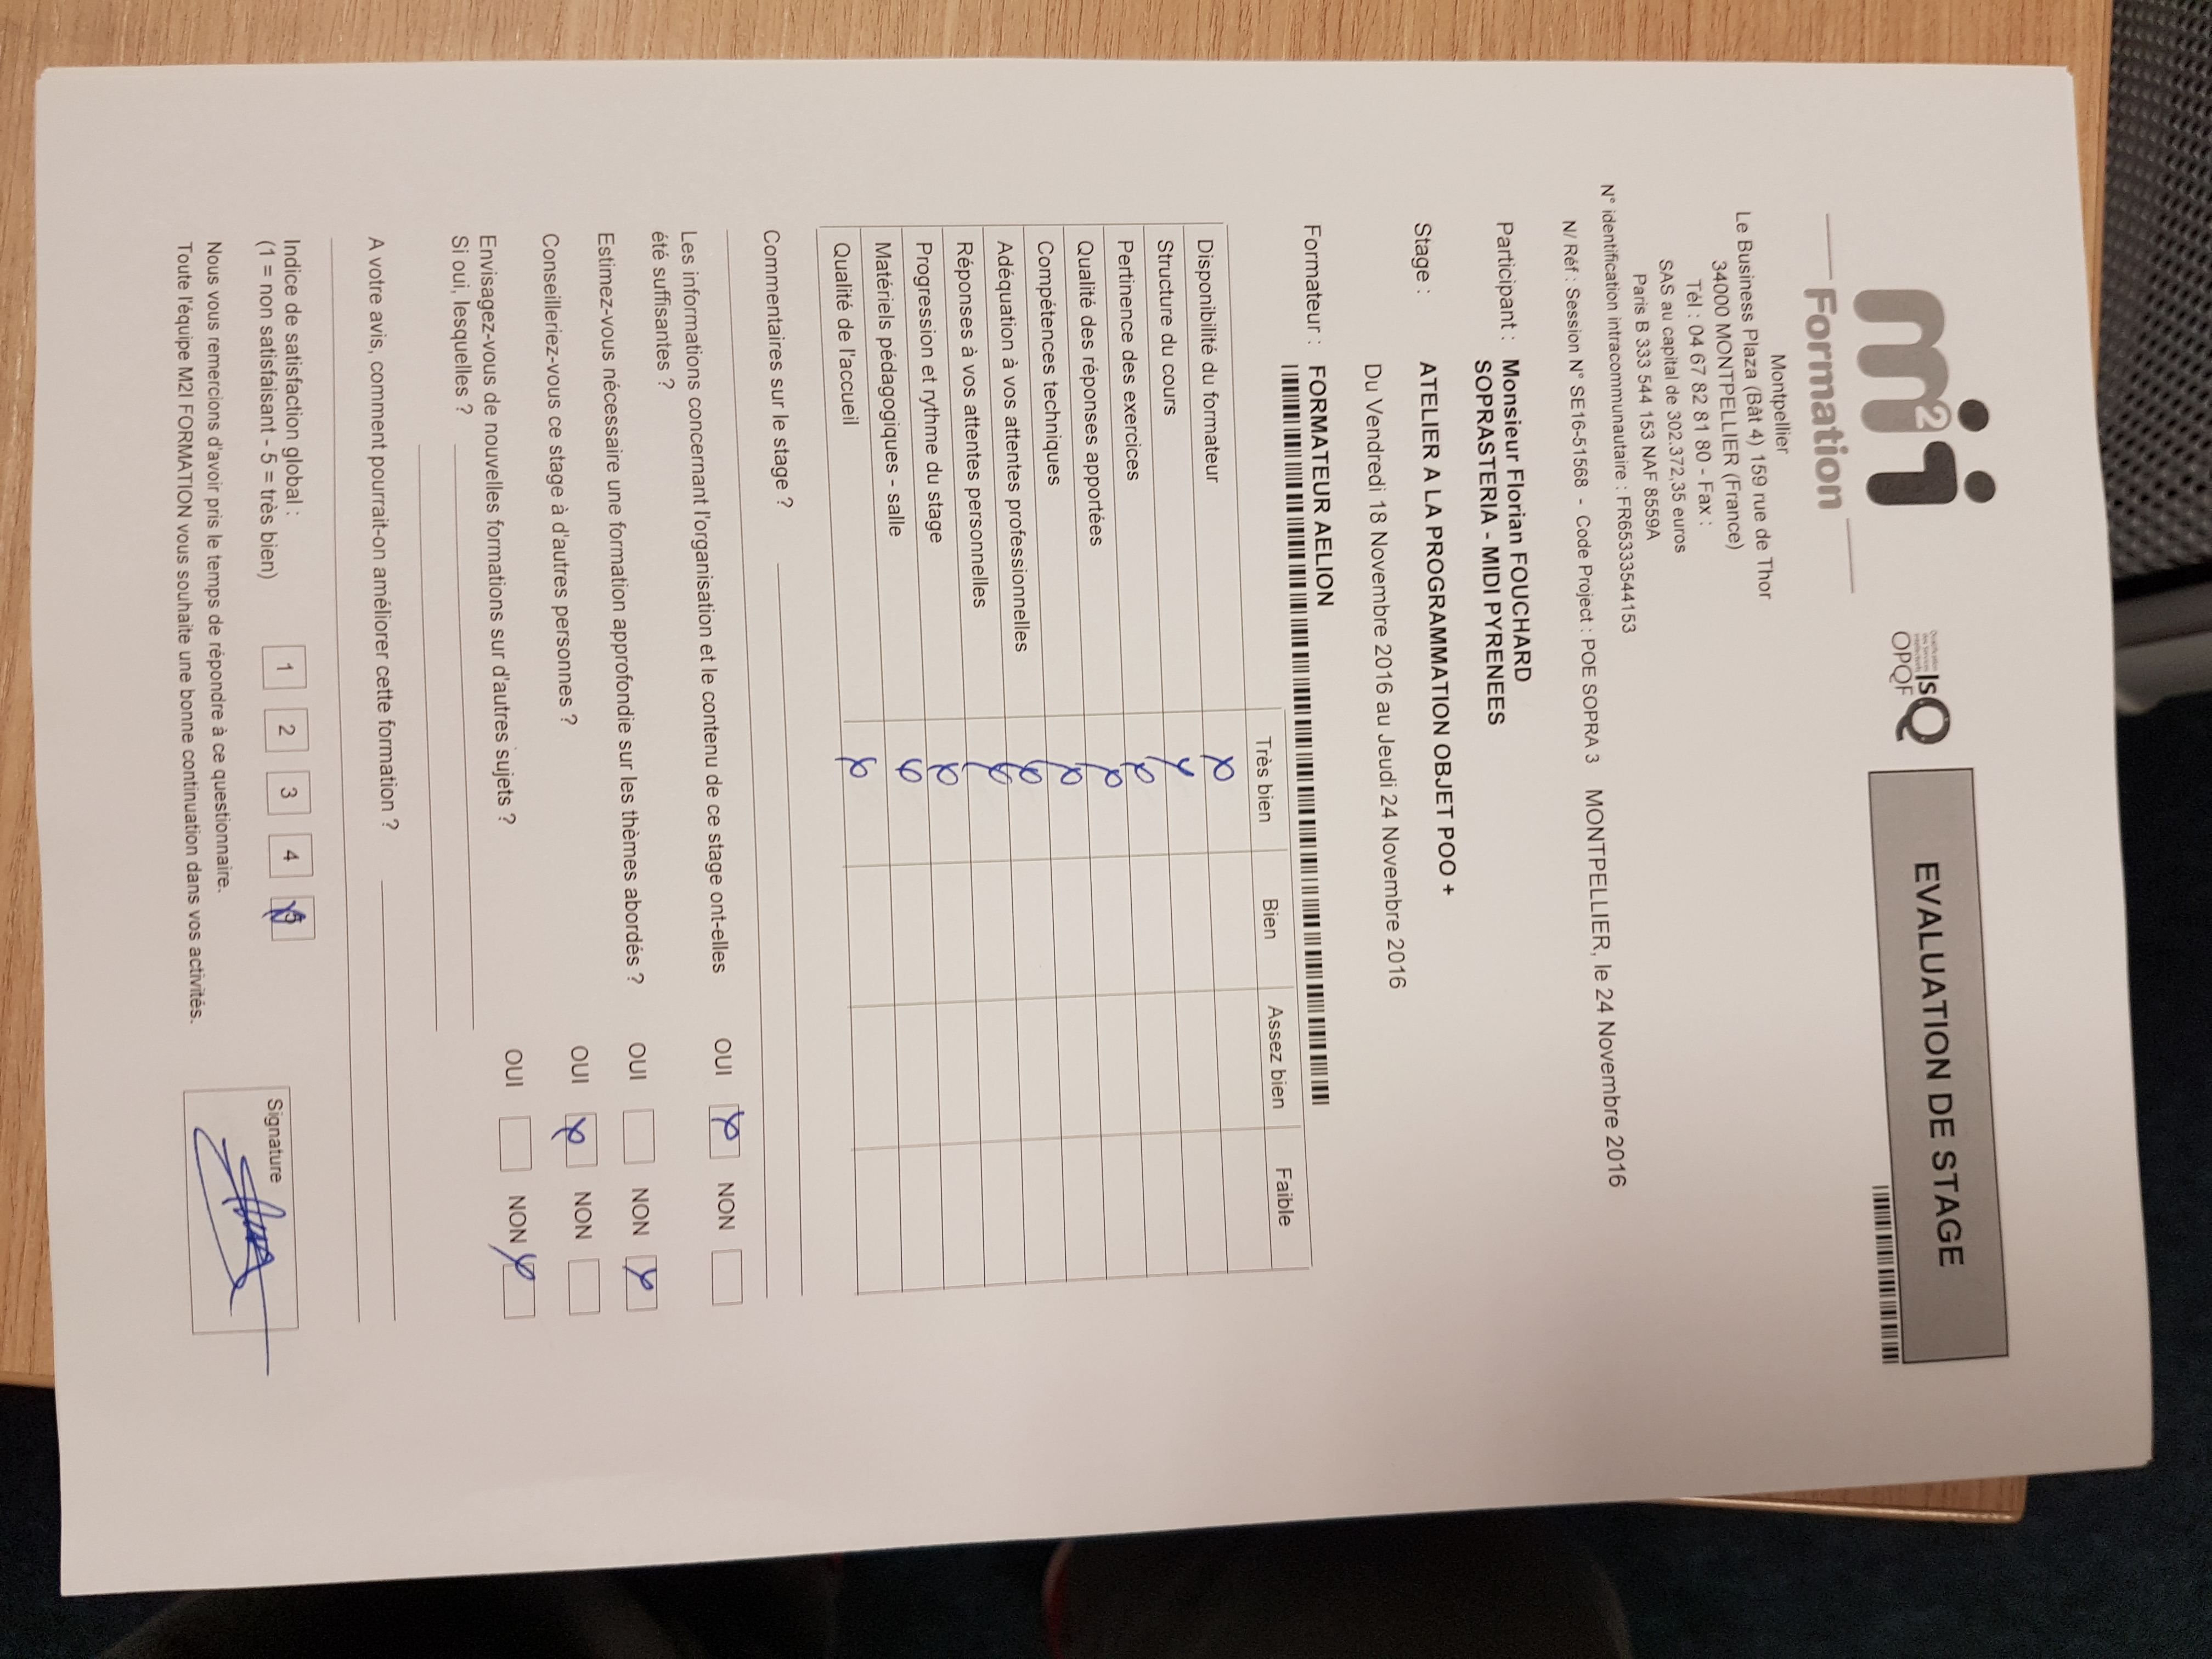 m2i
Formation
Qualification
des Services
Intellectuels
IsQ
OPQF
EVALUATION DE STAGE
Montpellier
Le Business Plaza (Bât 4) 159 rue de Thor
34000 MONTPELLIER (France)
Tél : 04 67 82 81 80 - Fax :
SAS au capital de 302.372,35 euros
Paris B 333 544 153 NAF 8559A
N° identification intracommunautaire : FR65333544153
N/ Réf : Session N° SE16-51568 - Code Project : POE SOPRA 3 MONTPELLIER, le 24 Novembre 2016
Participant : Monsieur Florian FOUCHARD
SOPRASTERIA - MIDI PYRENEES
Stage : ATELIER A LA PROGRAMMATION OBJET POO +
Du Vendredi 18 Novembre 2016 au Jeudi 24 Novembre 2016
Formateur : FORMATEUR AELION
Très bien Bien Assez bien Faible
Disponibilité du formateur
Structure du cours
Pertinence des exercices
Qualité des réponses apportées
Compétences techniques
Adéquation à vos attentes professionnelles
Réponses à vos attentes personnelles
Progression et rythme du stage
Matériels pédagogiques - salle
Qualité de l'accueil
Commentaires sur le stage ?
Les informations concernant l'organisation et le contenu de ce stage ont-elles OUI NON
été suffisantes ?
Estimez-vous nécessaire une formation approfondie sur les thèmes abordés ? OUI NON
Conseilleriez-vous ce stage à d'autres personnes ? OUI NON
Envisagez-vous de nouvelles formations sur d'autres sujets ? OUI NON
Si oui, lesquelles ?
A votre avis, comment pourrait-on améliorer cette formation ?
Indice de satisfaction global : 1 2 3 4 5
(1 = non satisfaisant - 5 = très bien)
Signature
Nous vous remercions d'avoir pris le temps de répondre à ce questionnaire.
Toute l'équipe M2I FORMATION vous souhaite une bonne continuation dans vos activités.